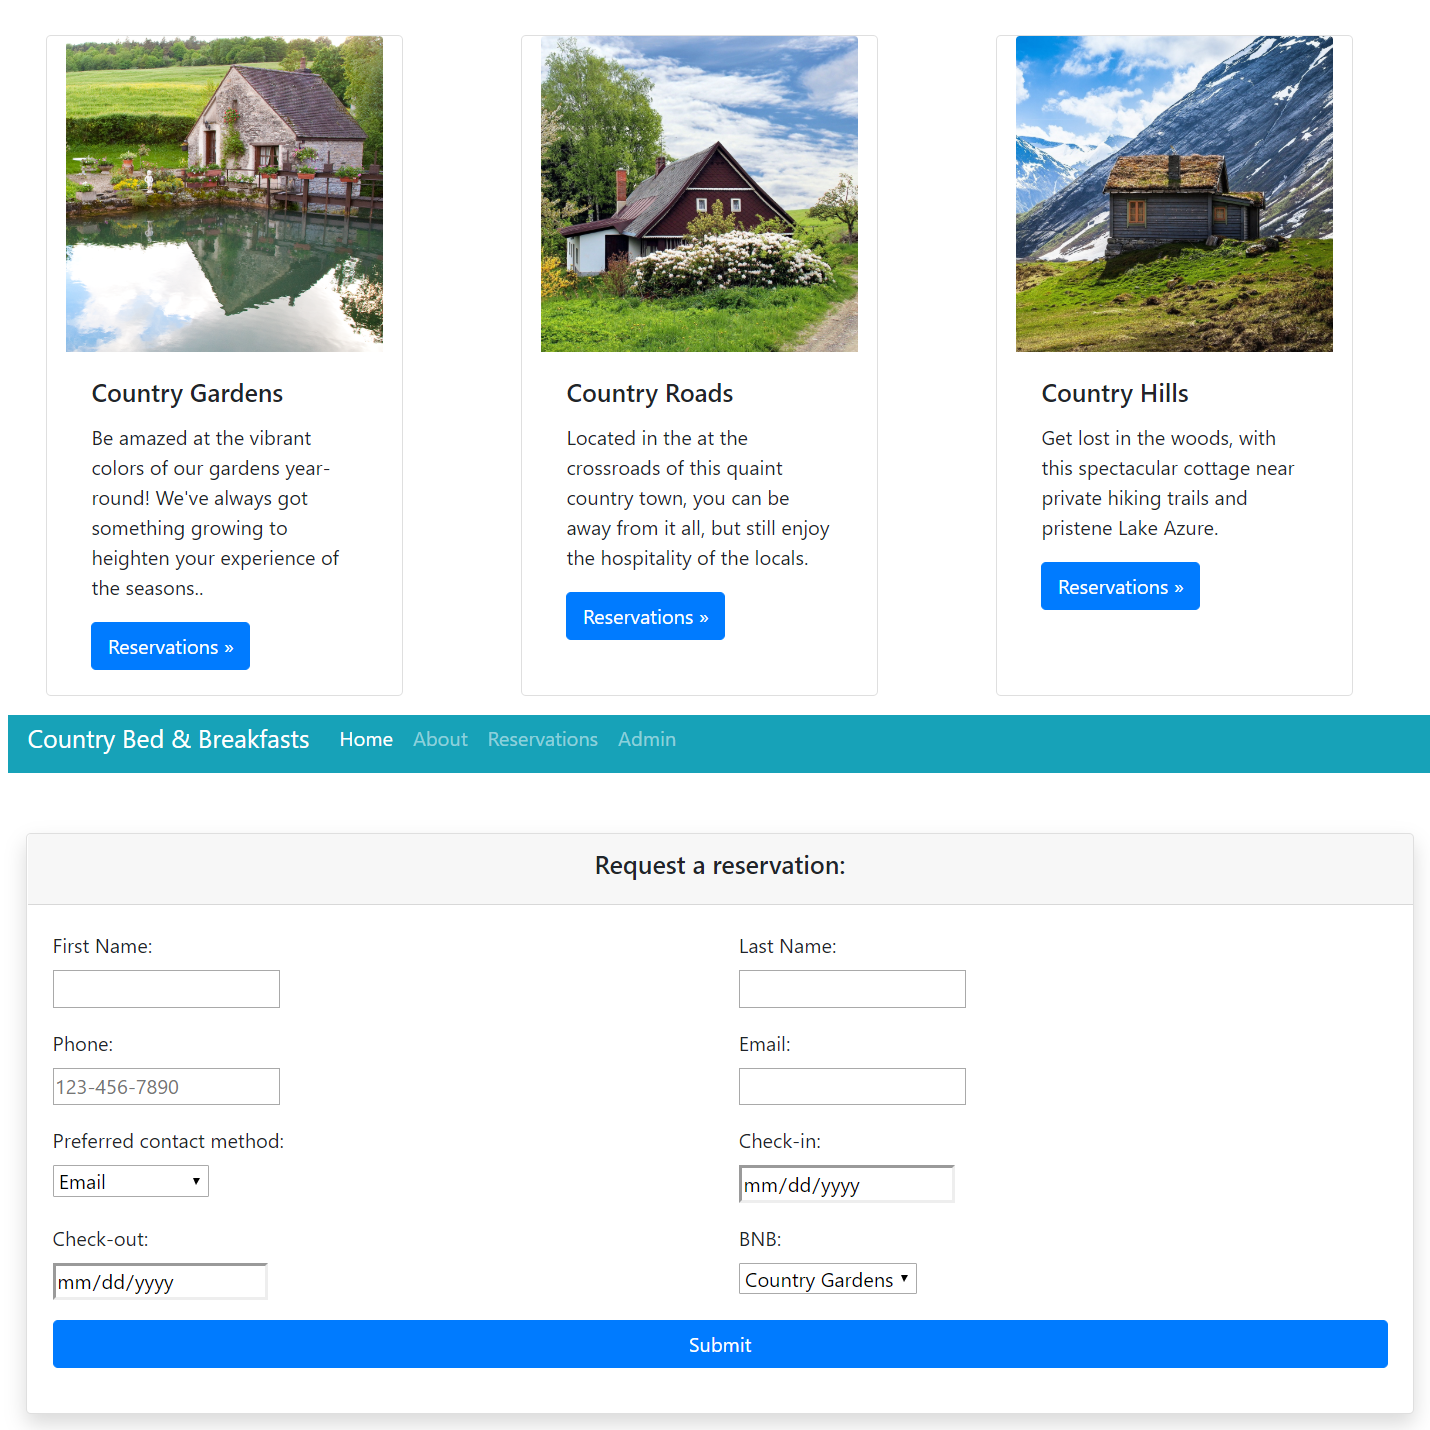 Country Gardens
Be amazed at the vibrant
colors of our gardens year-
round! We've always got
something growing to
heighten your experience of
the seasons..
Reservations »
Country Roads
Located in the at the
crossroads of this quaint
country town, you can be
away from it all, but still enjoy
the hospitality of the locals.
Reservations »
Country Hills
Get lost in the woods, with
this spectacular cottage near
private hiking trails and
pristene Lake Azure.
Reservations »
Country Bed & Breakfasts Home About Reservations Admin
Request a reservation:
First Name: Last Name:
Phone: Email:
123-456-7890
Preferred contact method: Check-in:
Email mm/dd/yyyy
Check-out: BNB:
mm/dd/yyyy Country Gardens
Submit